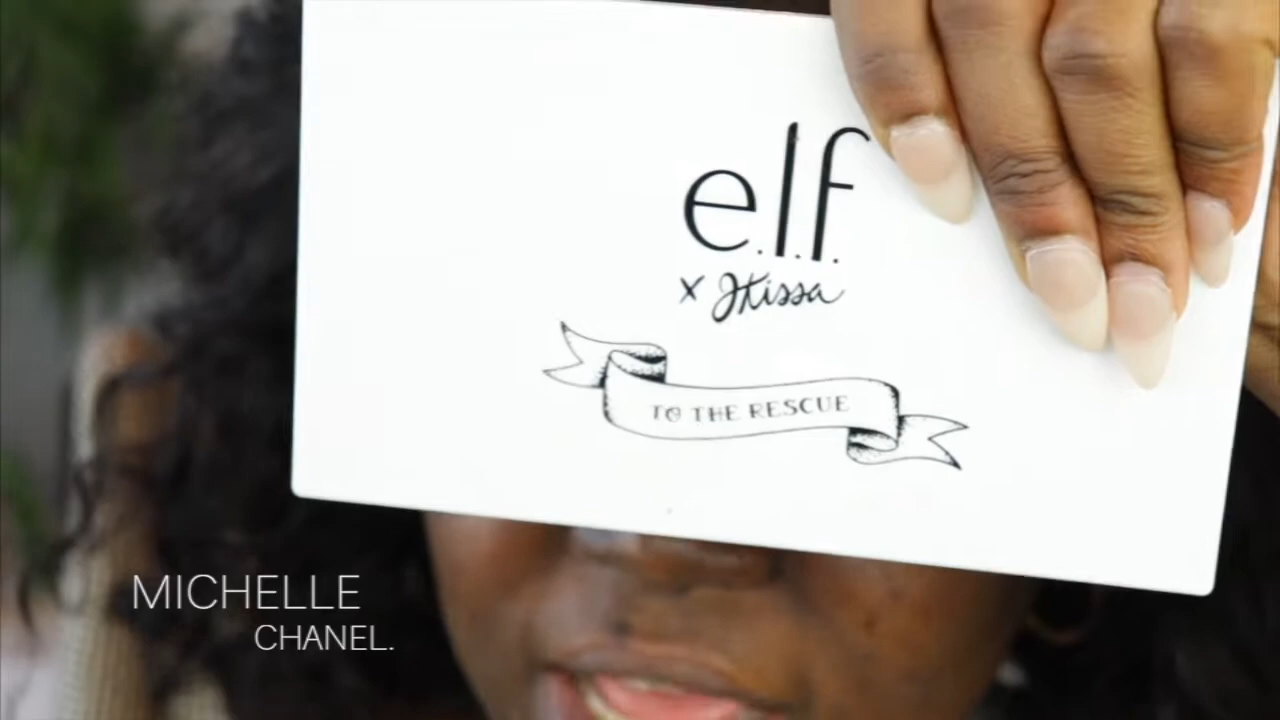 e.l.f.
x Jkissa
TO THE RESCUE
MICHELLE
CHANEL.